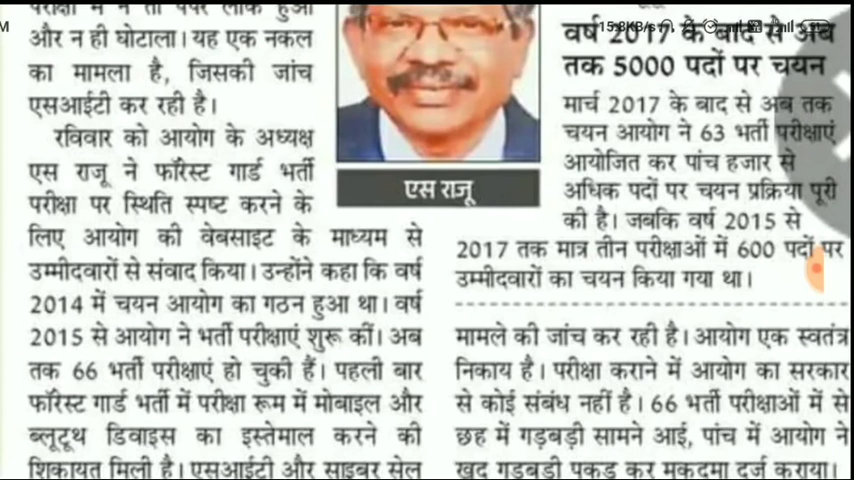 परीक्षा में न तो पेपर लीक हुआ
और न ही घोटाला। यह एक नकल
का मामला है, जिसकी जांच
एसआईटी कर रही है।
रविवार को आयोग के अध्यक्ष
एस राजू ने फॉरेस्ट गार्ड भर्ती
परीक्षा पर स्थिति स्पष्ट करने के
लिए आयोग की वेबसाइट के माध्यम से
उम्मीदवारों से संवाद किया। उन्होंने कहा कि वर्ष
2014 में चयन आयोग का गठन हुआ था। वर्ष
2015 से आयोग ने भर्ती परीक्षाएं शुरू कीं। अब
तक 66 भर्ती परीक्षाएं हो चुकी हैं। पहली बार
फॉरेस्ट गार्ड भर्ती में परीक्षा रूम में मोबाइल और
ब्लूटूथ डिवाइस का इस्तेमाल करने की
शिकायत मिली है। एसआईटी और साइबर सेल
एस राजू
M
15.8KB/s
51
वर्ष 2017 के बाद से अब
तक 5000 पदों पर चयन
मार्च 2017 के बाद से अब तक
चयन आयोग ने 63 भर्ती परीक्षाएं
आयोजित कर पांच हजार से
अधिक पदों पर चयन प्रक्रिया पूरी
की है। जबकि वर्ष 2015 से
2017 तक मात्र तीन परीक्षाओं में 600 पदों पर
उम्मीदवारों का चयन किया गया था।
मामले की जांच कर रही है। आयोग एक स्वतंत्र
निकाय है। परीक्षा कराने में आयोग का सरकार
से कोई संबंध नहीं है। 66 भर्ती परीक्षाओं में से
छह में गड़बड़ी सामने आई, पांच में आयोग ने
खुद गड़बड़ी पकड़ कर मुकदमा दर्ज कराया।